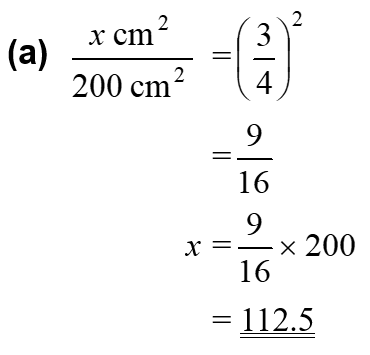 (a) x cm² / 200 cm² = (3/4)²
= 9/16
x = 9/16 × 200
= 112.5